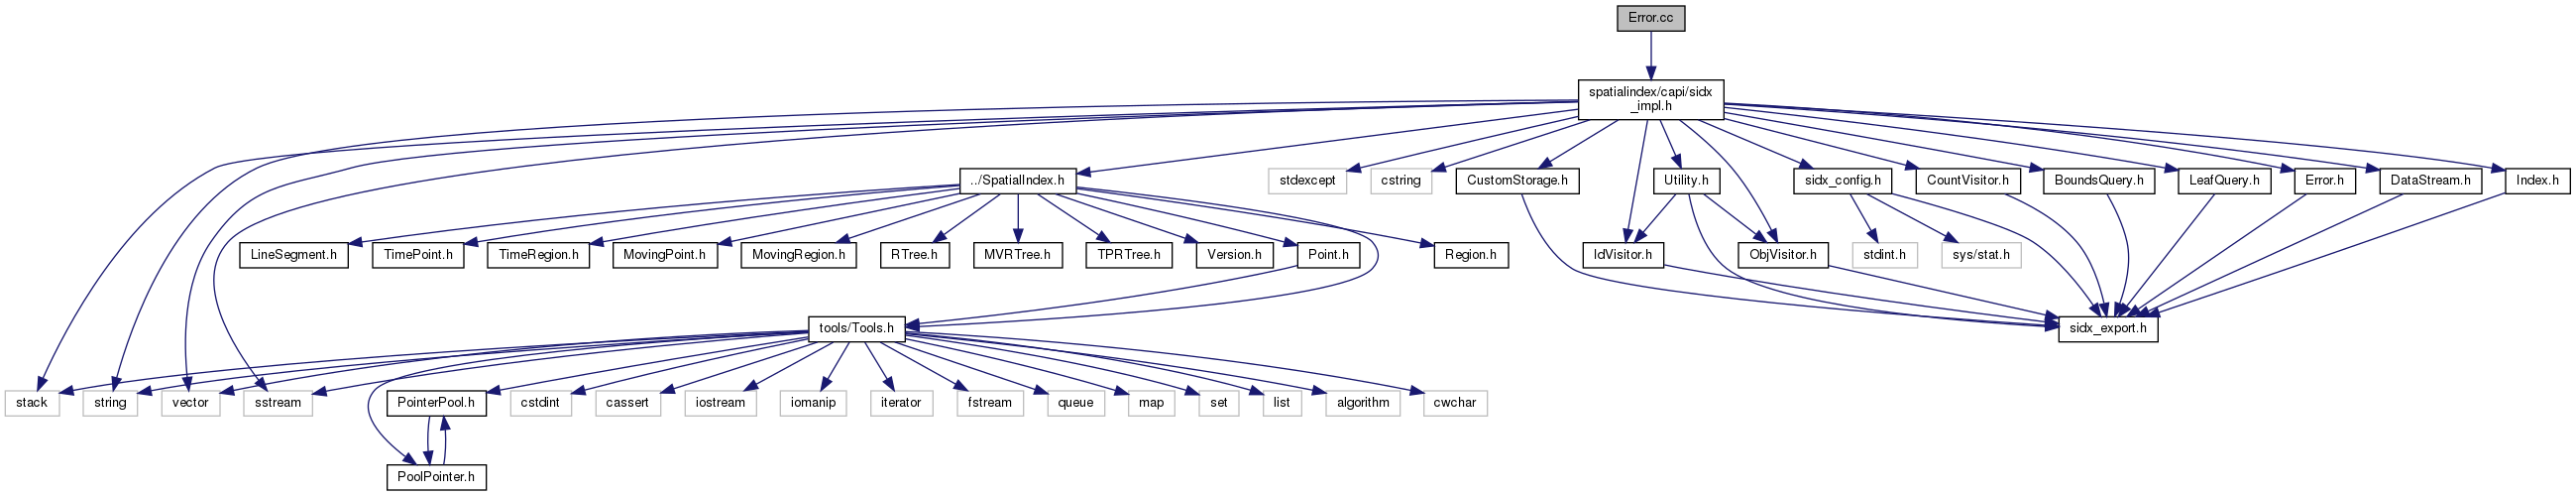 Error.cc
spatialindex/capi/sidx
_impl.h
../SpatialIndex.h
stdexcept
cstring
CustomStorage.h
Utility.h
sidx_config.h
CountVisitor.h
BoundsQuery.h
LeafQuery.h
Error.h
DataStream.h
Index.h
LineSegment.h
TimePoint.h
TimeRegion.h
MovingPoint.h
MovingRegion.h
RTree.h
MVRTree.h
TPRTree.h
Version.h
Point.h
Region.h
IdVisitor.h
ObjVisitor.h
stdint.h
sys/stat.h
tools/Tools.h
sidx_export.h
stack
string
vector
sstream
PointerPool.h
cstdint
cassert
iostream
iomanip
iterator
fstream
queue
map
set
list
algorithm
cwchar
PoolPointer.h